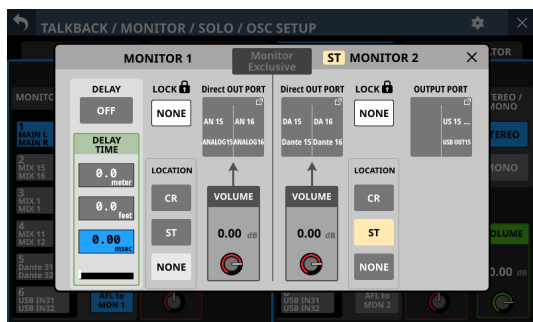 TALKBACK / MONITOR / SOLO / OSC SETUP
MONITOR 1
Monitor
Exclusive
ST MONITOR 2
DELAY
OFF
DELAY
TIME
0.0
meter
0.0
feet
0.00
msec
LOCK
NONE
LOCATION
CR
ST
NONE
Direct OUT PORT
AN 15 AN 16
ANALOG15 ANALOG16
VOLUME
0.00 dB
Direct OUT PORT
DA 15 DA 16
Dante 15 Dante 16
VOLUME
0.00 dB
LOCK
NONE
LOCATION
CR
ST
NONE
OUTPUT PORT
US 15 ...
USB OUT15
MONITO
1
MAIN L
MAIN R
2
MIX 15
MIX 16
3
MIX 1
MIX 1
4
MIX 11
MIX 12
5
Dante 31
Dante 32
6
USB IN31
USB IN32
AFL to
MON 1
USB IN31
USB IN32
AFL to
MON 2
TOR
TEREO /
MONO
TEREO
MONO
OLUME
0.00 dB